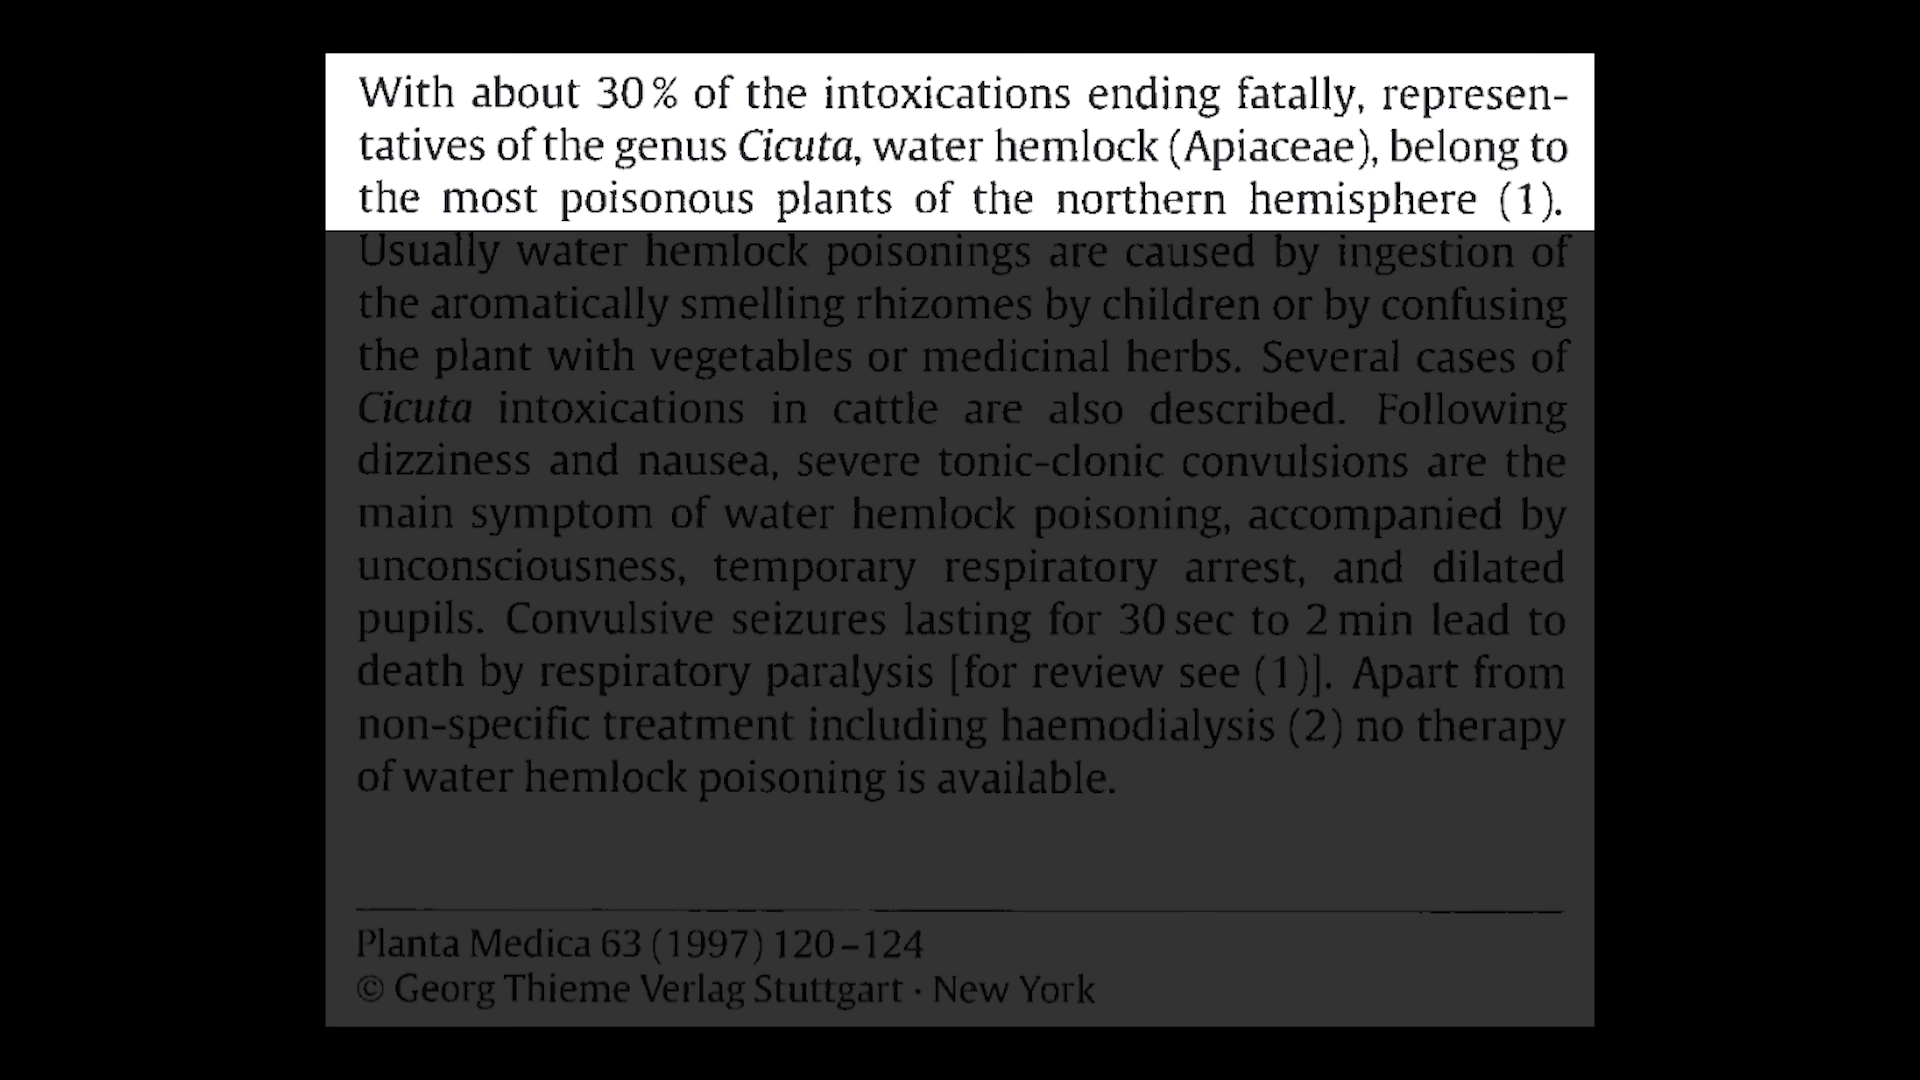 With about 30% of the intoxications ending fatally, represen-
tatives of the genus Cicuta, water hemlock (Apiaceae), belong to
the most poisonous plants of the northern hemisphere (1).
Usually water hemlock poisonings are caused by ingestion of
the aromatically smelling rhizomes by children or by confusing
the plant with vegetables or medicinal herbs. Several cases of
Cicuta intoxications in cattle are also described. Following
dizziness and nausea, severe tonic-clonic convulsions are the
main symptom of water hemlock poisoning, accompanied by
unconsciousness, temporary respiratory arrest, and dilated
pupils. Convulsive seizures lasting for 30 sec to 2 min lead to
death by respiratory paralysis [for review see (1)]. Apart from
non-specific treatment including haemodialysis (2) no therapy
of water hemlock poisoning is available.
Planta Medica 63 (1997) 120–124
© Georg Thieme Verlag Stuttgart · New York